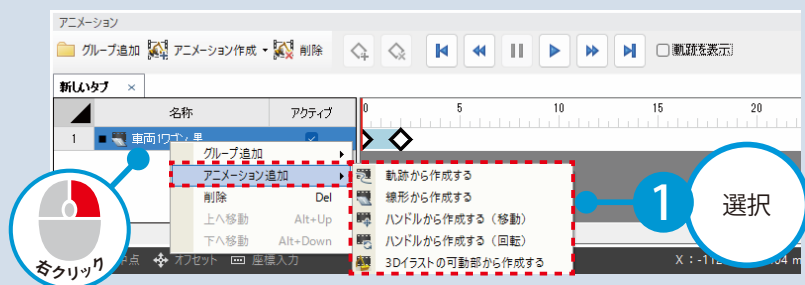 アニメーション
グループ追加 アニメーション作成 削除 軌跡を表示
新しいタブ ×
名称 アクティブ 0 5 10 15 20
1 車両1ワゴン 黒
グループ追加
アニメーション追加
削除 Del
上へ移動 Alt+Up
下へ移動 Alt+Down
軌跡から作成する
線形から作成する
ハンドルから作成する（移動）
ハンドルから作成する（回転）
3Dイラストの可動部から作成する
1 選択
右クリック
中点 オフセット 座標入力